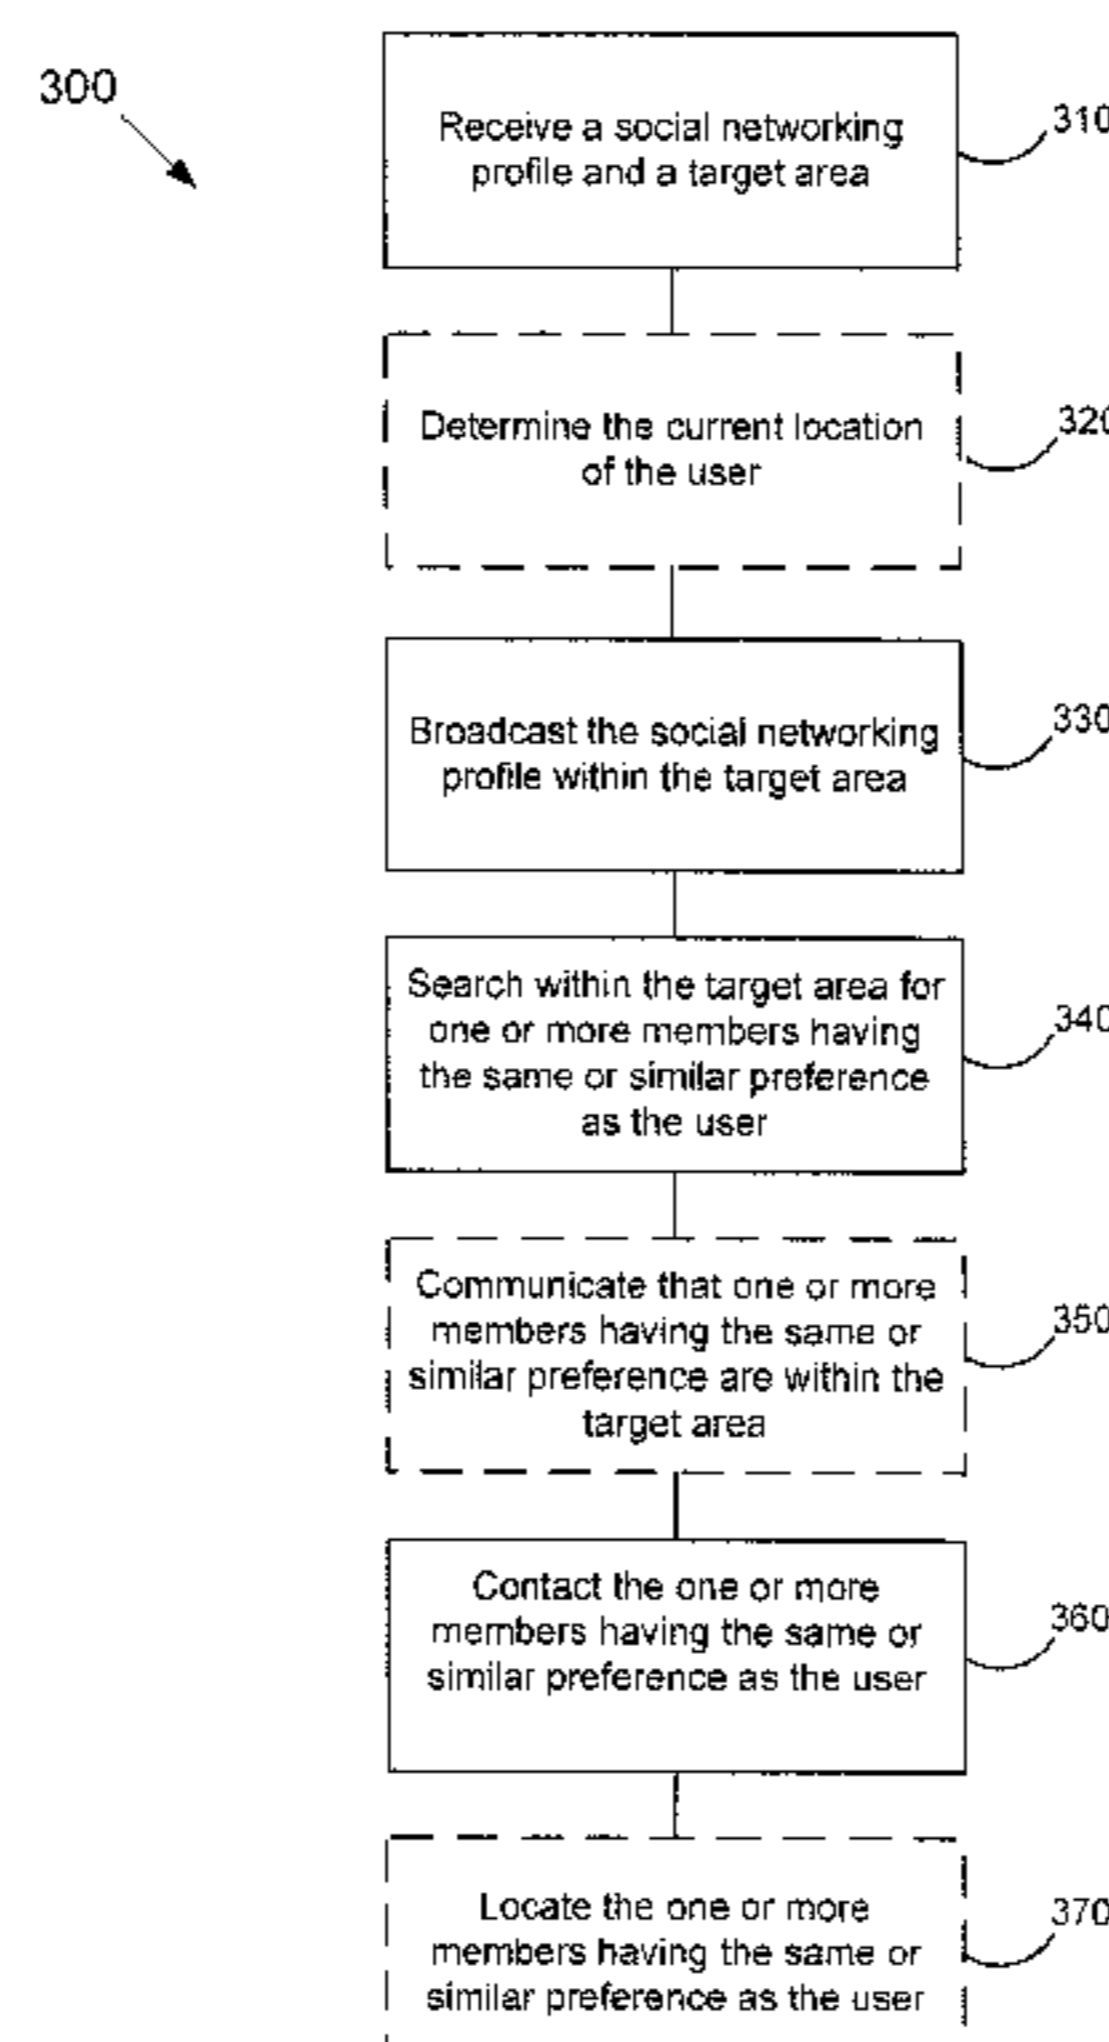 300
Receive a social networking
profile and a target area
310
Determine the current location
of the user
320
Broadcast the social networking
profile within the target area
330
Search within the target area for
one or more members having
the same or similar preference
as the user
340
Communicate that one or more
members having the same or
similar preference are within the
target area
350
Contact the one or more
members having the same or
similar preference as the user
360
Locate the one or more
members having the same or
similar preference as the user
370